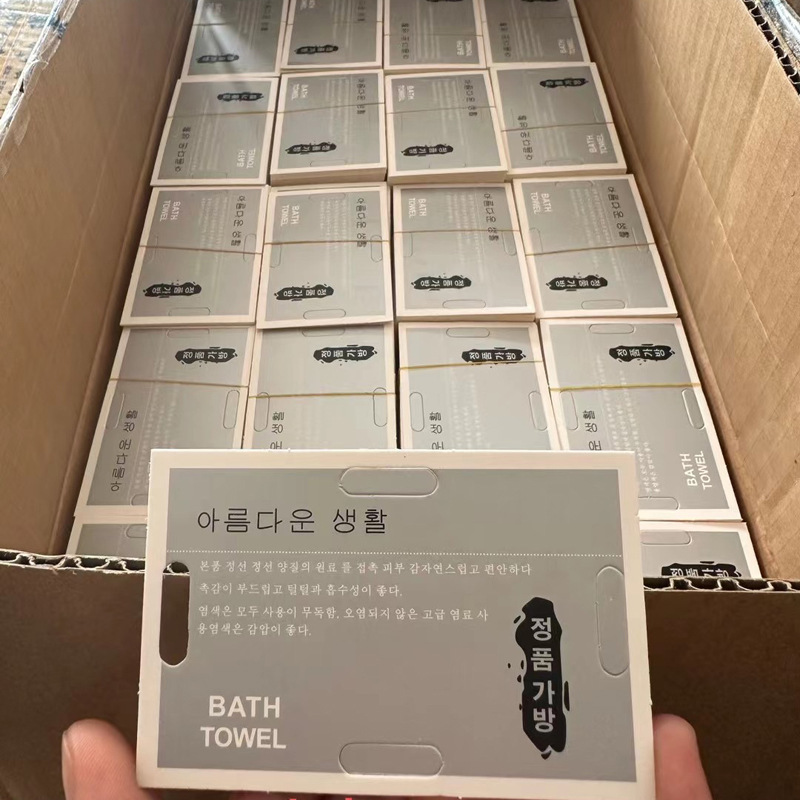 아름다운 생활
본품 정선 정선 양질의 원료 를 접촉 피부 감자연스럽고 편안하다
촉감이 부드럽고 털털과 흡수성이 좋다.
염색은 모두 사용이 무독함, 오염되지 않은 고급 염료 사
용염색은 감압이 좋다.
정품가방
BATH
TOWEL